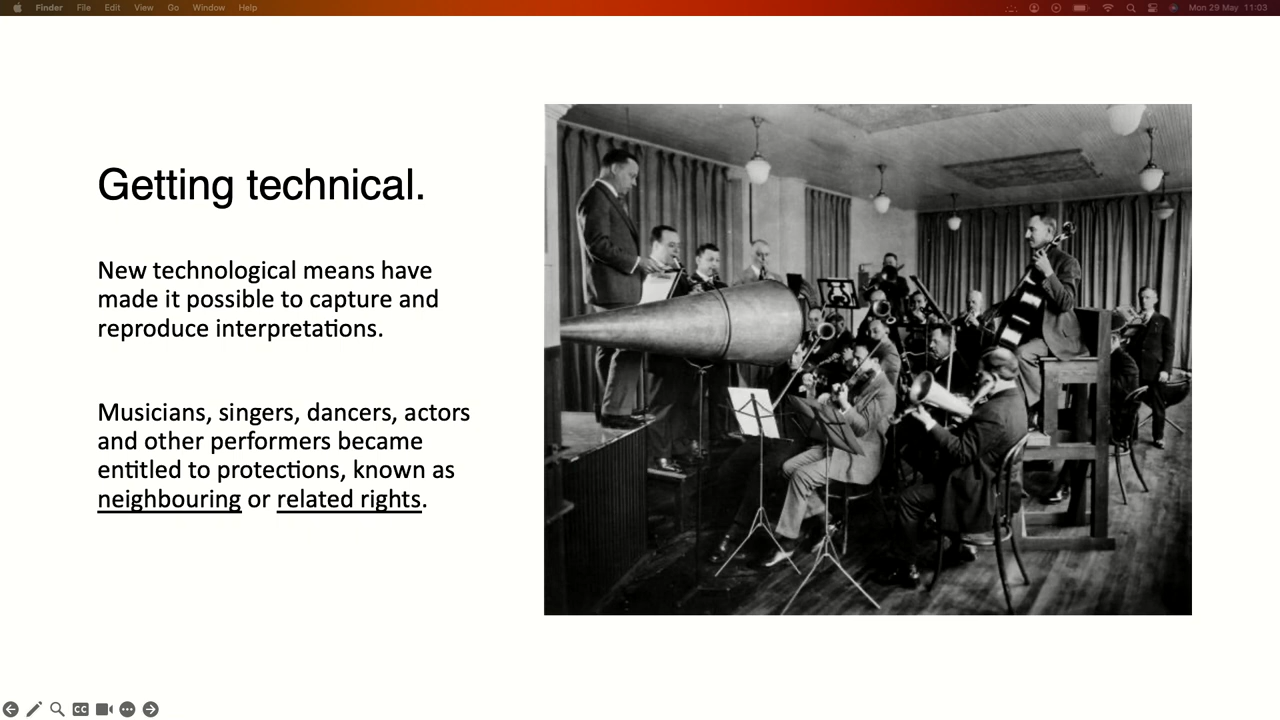 Finder File Edit View Go Window Help Mon 29 May 11:03
Getting technical.
New technological means have
made it possible to capture and
reproduce interpretations.
Musicians, singers, dancers, actors
and other performers became
entitled to protections, known as
neighbouring or related rights.
CC